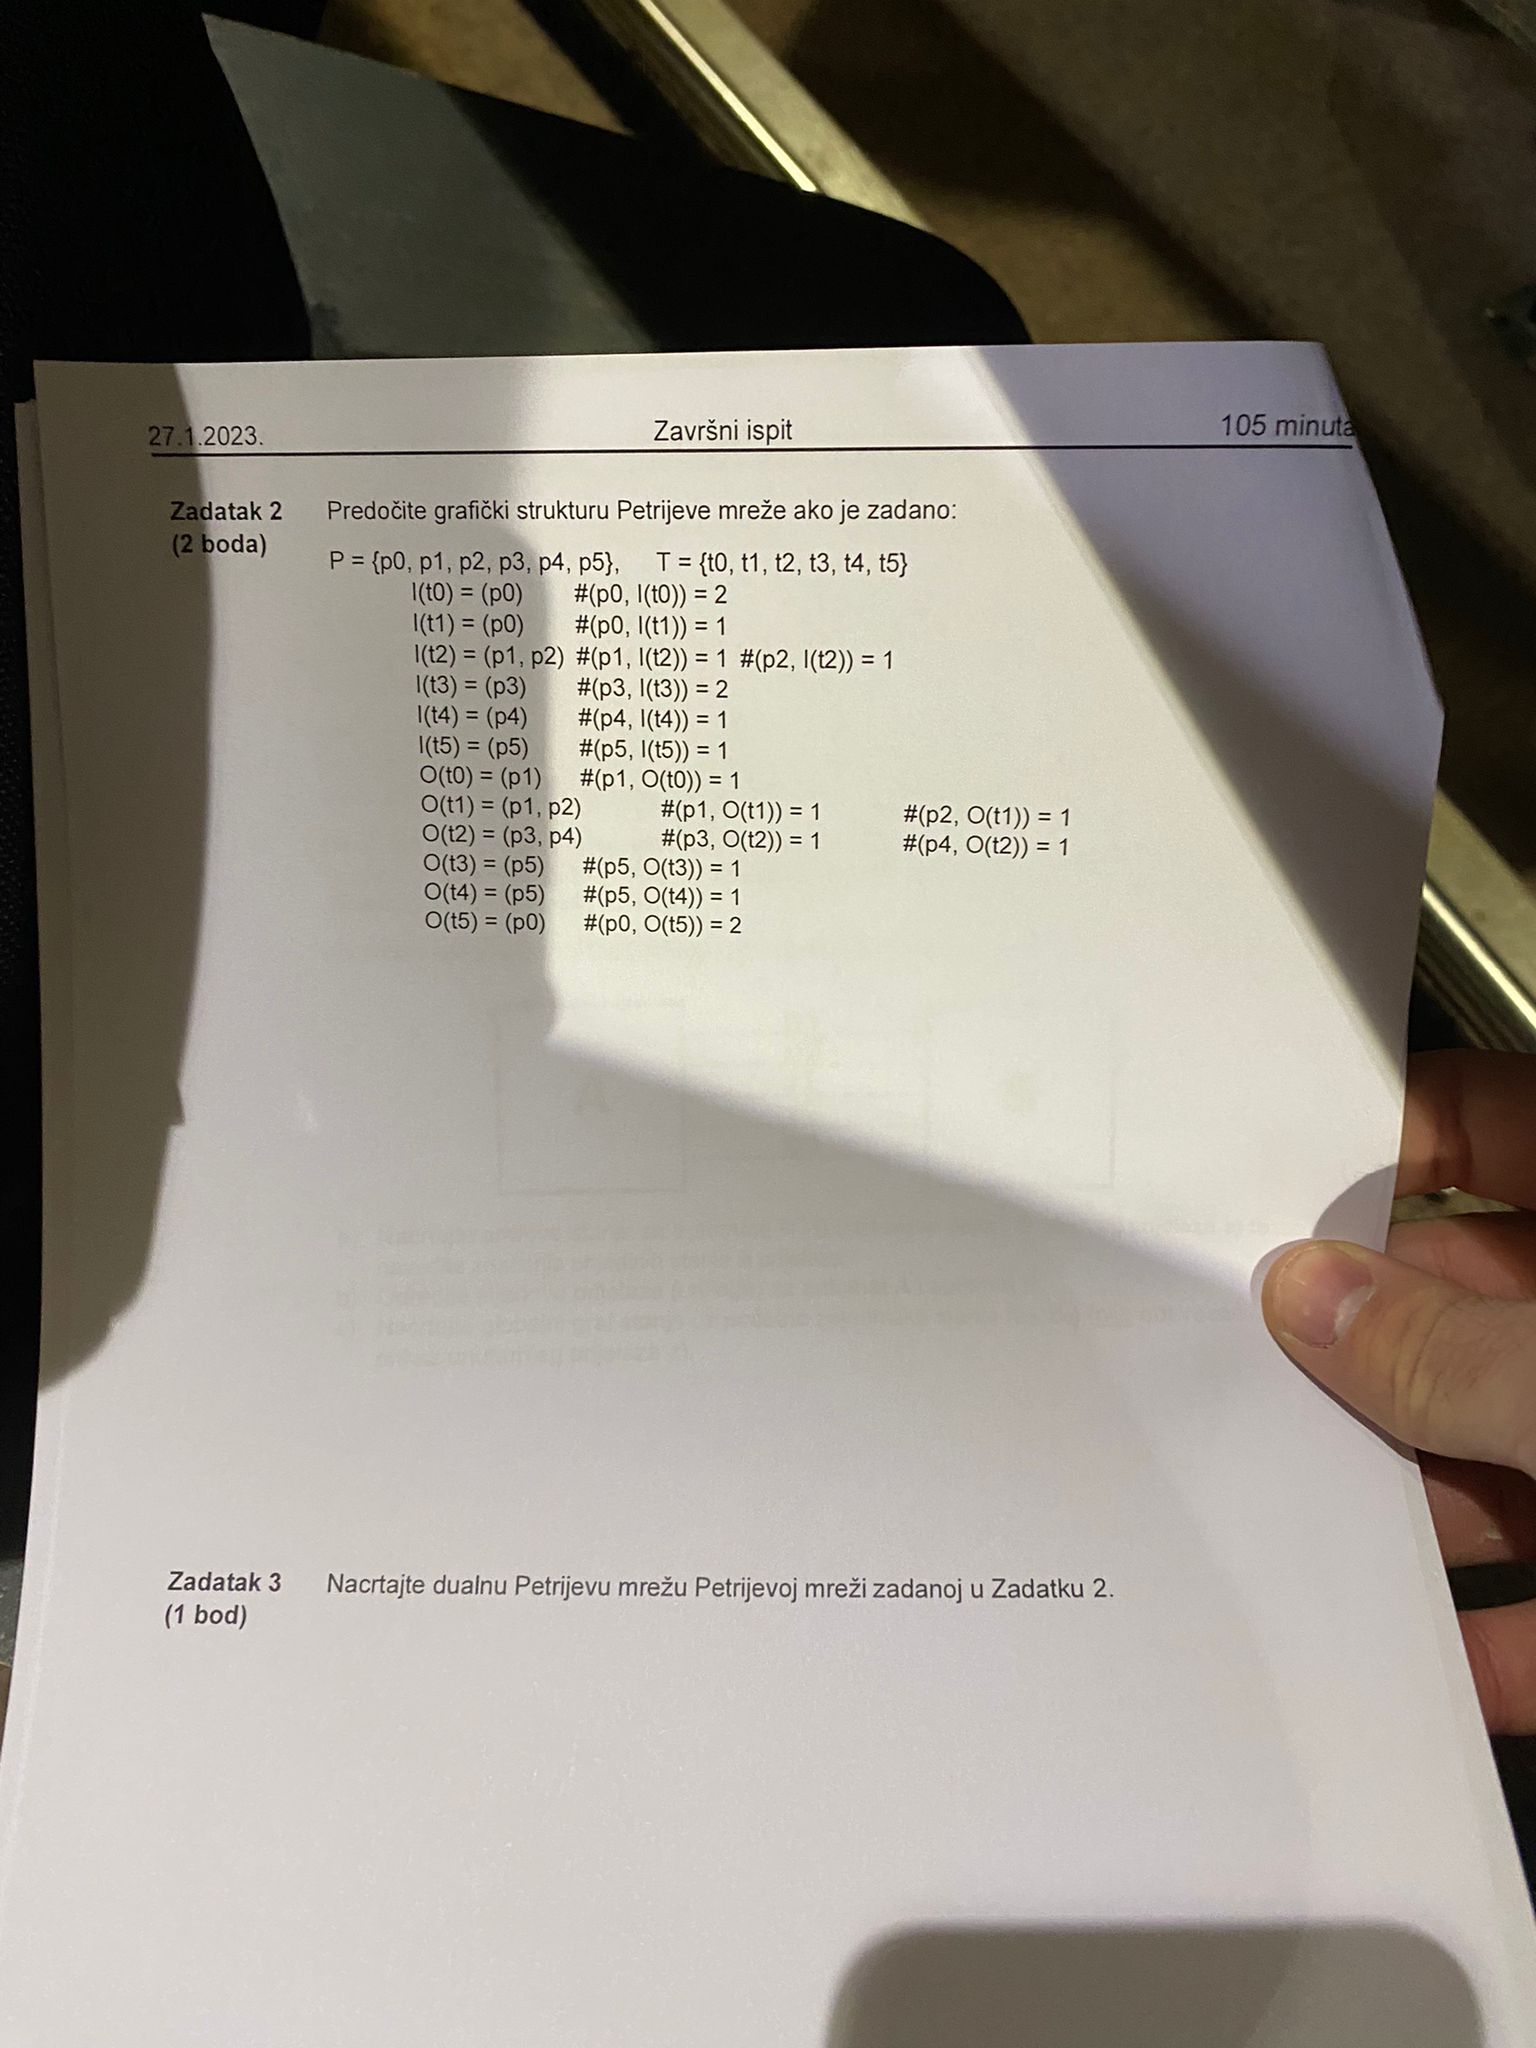 27.1.2023. Završni ispit 105 minuta
Zadatak 2 Predočite grafički strukturu Petrijeve mreže ako je zadano:
(2 boda)
P = {p0, p1, p2, p3, p4, p5}, T = {t0, t1, t2, t3, t4, t5}
I(t0) = (p0) #(p0, I(t0)) = 2
I(t1) = (p0) #(p0, I(t1)) = 1
I(t2) = (p1, p2) #(p1, I(t2)) = 1 #(p2, I(t2)) = 1
I(t3) = (p3) #(p3, I(t3)) = 2
I(t4) = (p4) #(p4, I(t4)) = 1
I(t5) = (p5) #(p5, I(t5)) = 1
O(t0) = (p1) #(p1, O(t0)) = 1
O(t1) = (p1, p2) #(p1, O(t1)) = 1 #(p2, O(t1)) = 1
O(t2) = (p3, p4) #(p3, O(t2)) = 1 #(p4, O(t2)) = 1
O(t3) = (p5) #(p5, O(t3)) = 1
O(t4) = (p5) #(p5, O(t4)) = 1
O(t5) = (p0) #(p0, O(t5)) = 2
Zadatak 3 Nacrtajte dualnu Petrijevu mrežu Petrijevoj mreži zadanoj u Zadatku 2.
(1 bod)